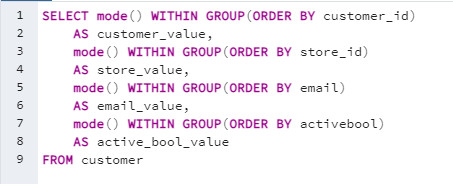 1 SELECT mode() WITHIN GROUP(ORDER BY customer_id)
2 AS customer_value,
3 mode() WITHIN GROUP(ORDER BY store_id)
4 AS store_value,
5 mode() WITHIN GROUP(ORDER BY email)
6 AS email_value,
7 mode() WITHIN GROUP(ORDER BY activebool)
8 AS active_bool_value
9 FROM customer